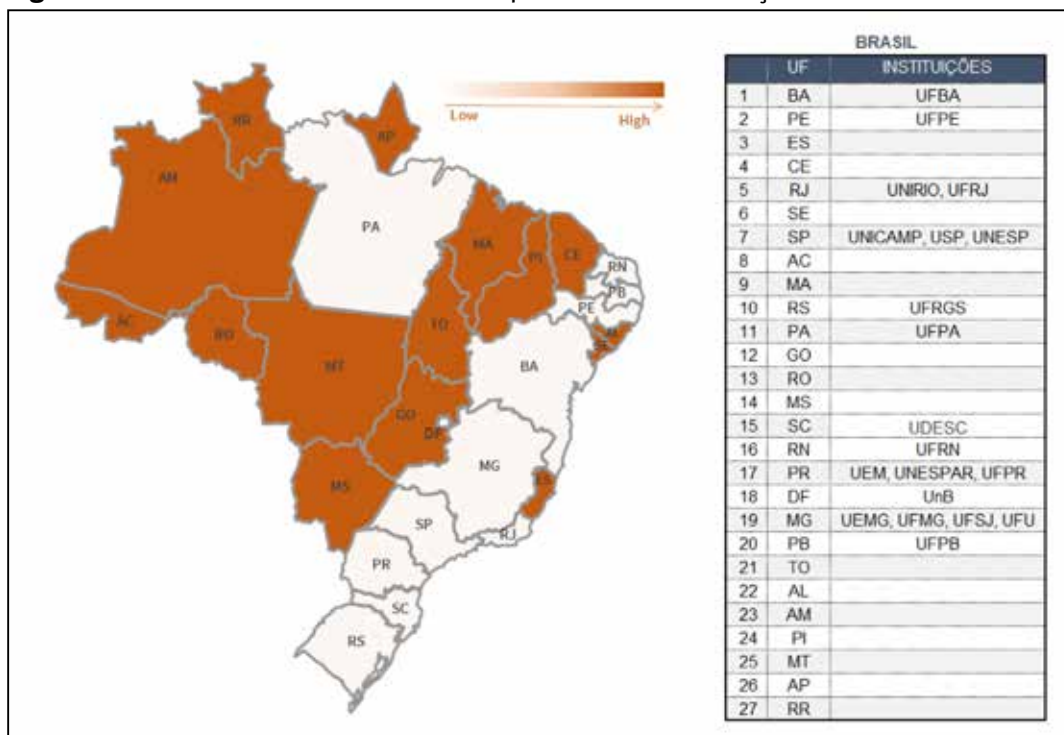 Low
High
RR
AP
AM
PA
MA
PI
CE
RN
PB
PE
AC
RO
TO
BA
MT
GO
DF
MG
MS
ES
SP
RJ
PR
SC
RS
BRASIL
UF INSTITUIÇÕES
1 BA UFBA
2 PE UFPE
3 ES
4 CE
5 RJ UNIRIO, UFRJ
6 SE
7 SP UNICAMP, USP, UNESP
8 AC
9 MA
10 RS UFRGS
11 PA UFPA
12 GO
13 RO
14 MS
15 SC UDESC
16 RN UFRN
17 PR UEM, UNESPAR, UFPR
18 DF UnB
19 MG UEMG, UFMG, UFSJ, UFU
20 PB UFPB
21 TO
22 AL
23 AM
24 PI
25 MT
26 AP
27 RR